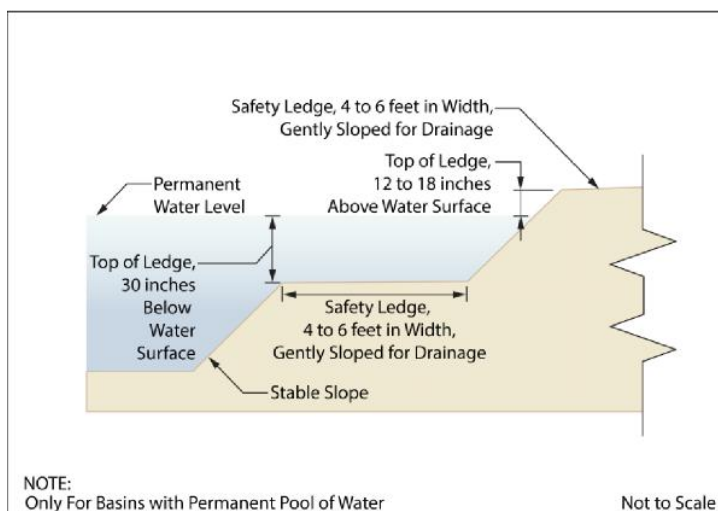 Safety Ledge, 4 to 6 feet in Width,
Gently Sloped for Drainage
Top of Ledge,
12 to 18 inches
Above Water Surface
Permanent
Water Level
Top of Ledge,
30 inches
Below
Water
Surface
Safety Ledge,
4 to 6 feet in Width,
Gently Sloped for Drainage
Stable Slope
NOTE:
Only For Basins with Permanent Pool of Water
Not to Scale